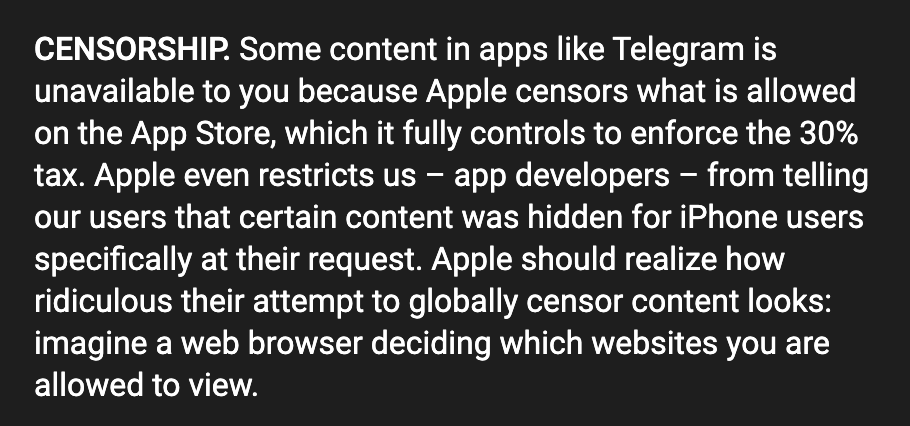 CENSORSHIP. Some content in apps like Telegram is
unavailable to you because Apple censors what is allowed
on the App Store, which it fully controls to enforce the 30%
tax. Apple even restricts us – app developers – from telling
our users that certain content was hidden for iPhone users
specifically at their request. Apple should realize how
ridiculous their attempt to globally censor content looks:
imagine a web browser deciding which websites you are
allowed to view.